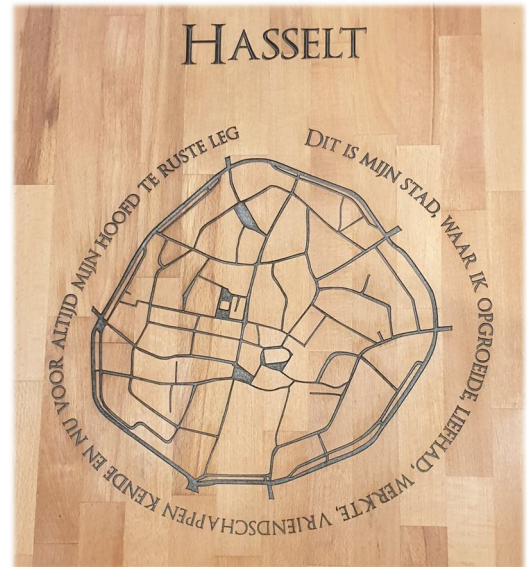 HASSELT
DIT IS MIJN STAD, WAAR IK OPGROEIDE, LIEFHAD, WERKTE, VRIENDSCHAPPEN KENDE EN NU VOOR ALTIJD MIJN HOOFD TE RUSTE LEG